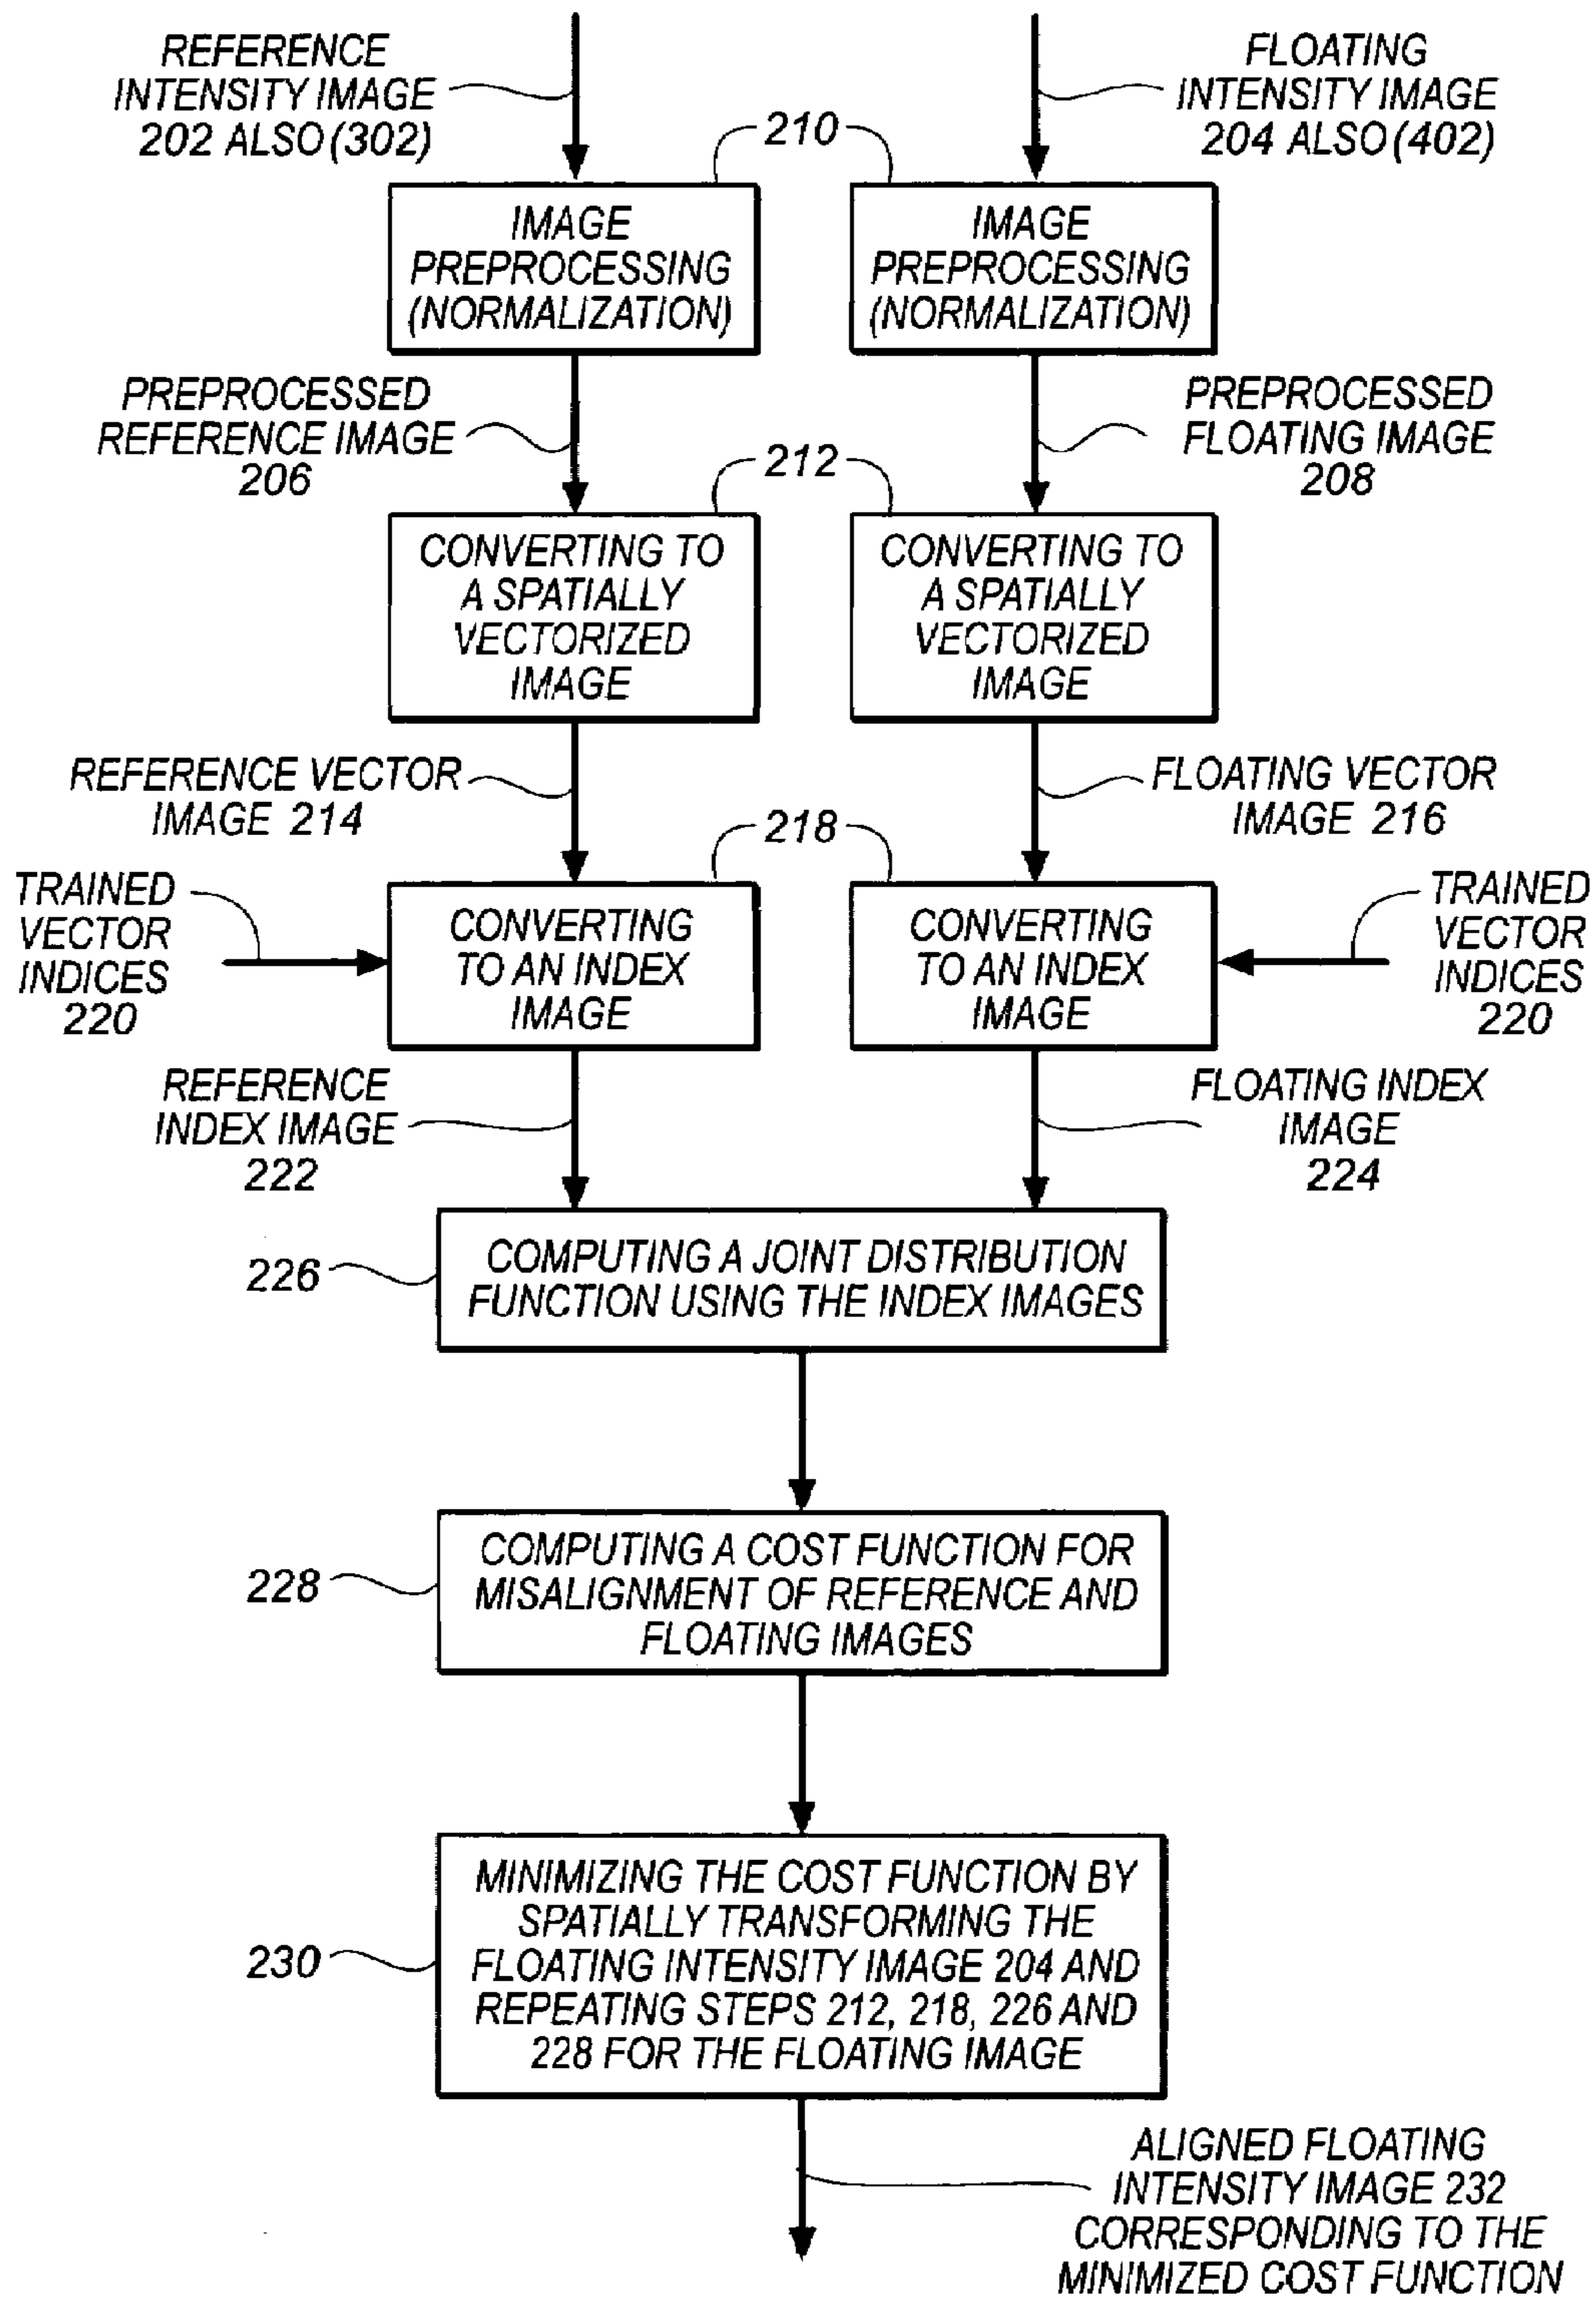 REFERENCE
INTENSITY IMAGE
202 ALSO (302)
FLOATING
INTENSITY IMAGE
204 ALSO (402)
210
IMAGE
PREPROCESSING
(NORMALIZATION)
IMAGE
PREPROCESSING
(NORMALIZATION)
PREPROCESSED
REFERENCE IMAGE
206
PREPROCESSED
FLOATING IMAGE
208
212
CONVERTING TO
A SPATIALLY
VECTORIZED
IMAGE
CONVERTING TO
A SPATIALLY
VECTORIZED
IMAGE
REFERENCE VECTOR
IMAGE 214
FLOATING VECTOR
IMAGE 216
218
TRAINED
VECTOR
INDICES
220
CONVERTING
TO AN INDEX
IMAGE
CONVERTING
TO AN INDEX
IMAGE
TRAINED
VECTOR
INDICES
220
REFERENCE
INDEX IMAGE
222
FLOATING INDEX
IMAGE
224
226
COMPUTING A JOINT DISTRIBUTION
FUNCTION USING THE INDEX IMAGES
228
COMPUTING A COST FUNCTION FOR
MISALIGNMENT OF REFERENCE AND
FLOATING IMAGES
230
MINIMIZING THE COST FUNCTION BY
SPATIALLY TRANSFORMING THE
FLOATING INTENSITY IMAGE 204 AND
REPEATING STEPS 212, 218, 226 AND
228 FOR THE FLOATING IMAGE
ALIGNED FLOATING
INTENSITY IMAGE 232
CORRESPONDING TO THE
MINIMIZED COST FUNCTION